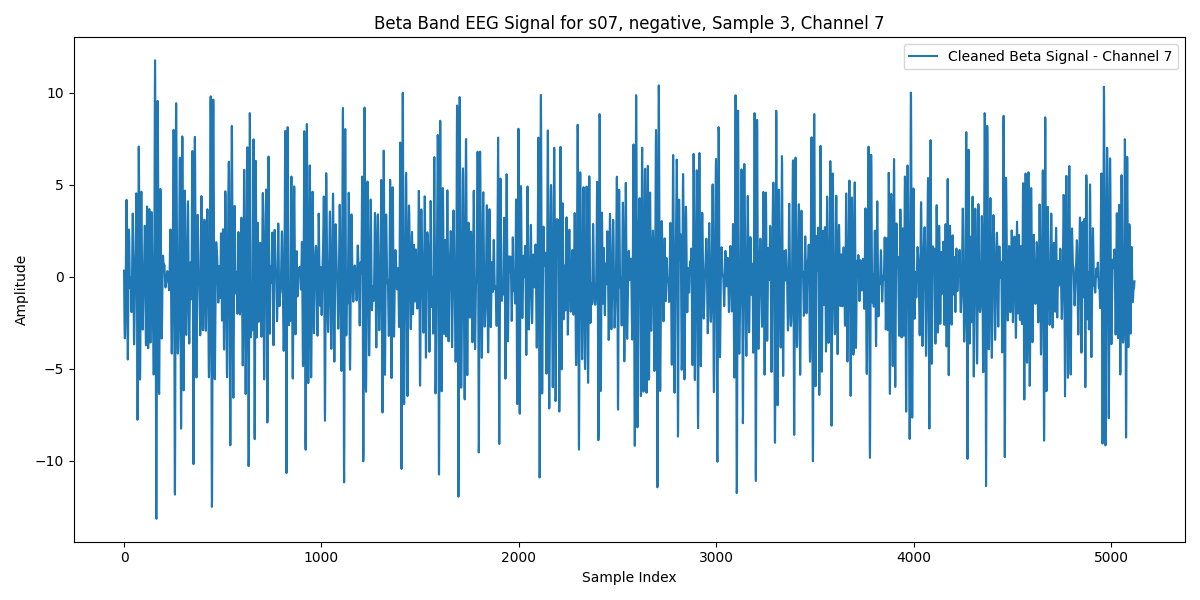 Beta Band EEG Signal for s07, negative, Sample 3, Channel 7
Cleaned Beta Signal - Channel 7
Amplitude
10
5
0
−5
−10
0 1000 2000 3000 4000 5000
Sample Index